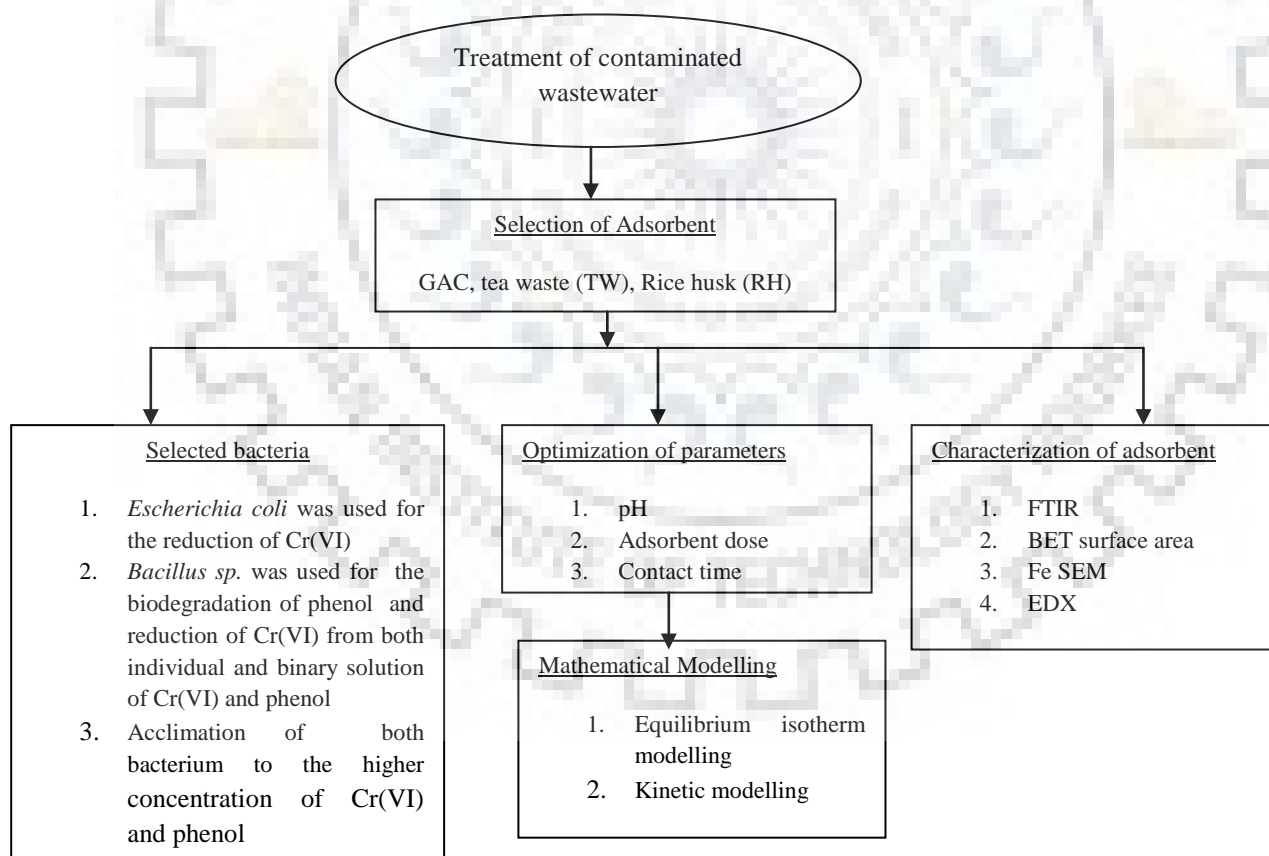 Treatment of contaminated
wastewater
Selection of Adsorbent
GAC, tea waste (TW), Rice husk (RH)
Selected bacteria
1. Escherichia coli was used for
the reduction of Cr(VI)
2. Bacillus sp. was used for the
biodegradation of phenol and
reduction of Cr(VI) from both
individual and binary solution
of Cr(VI) and phenol
3. Acclimation of both
bacterium to the higher
concentration of Cr(VI)
and phenol
Optimization of parameters
1. pH
2. Adsorbent dose
3. Contact time
Mathematical Modelling
1. Equilibrium isotherm
modelling
2. Kinetic modelling
Characterization of adsorbent
1. FTIR
2. BET surface area
3. Fe SEM
4. EDX